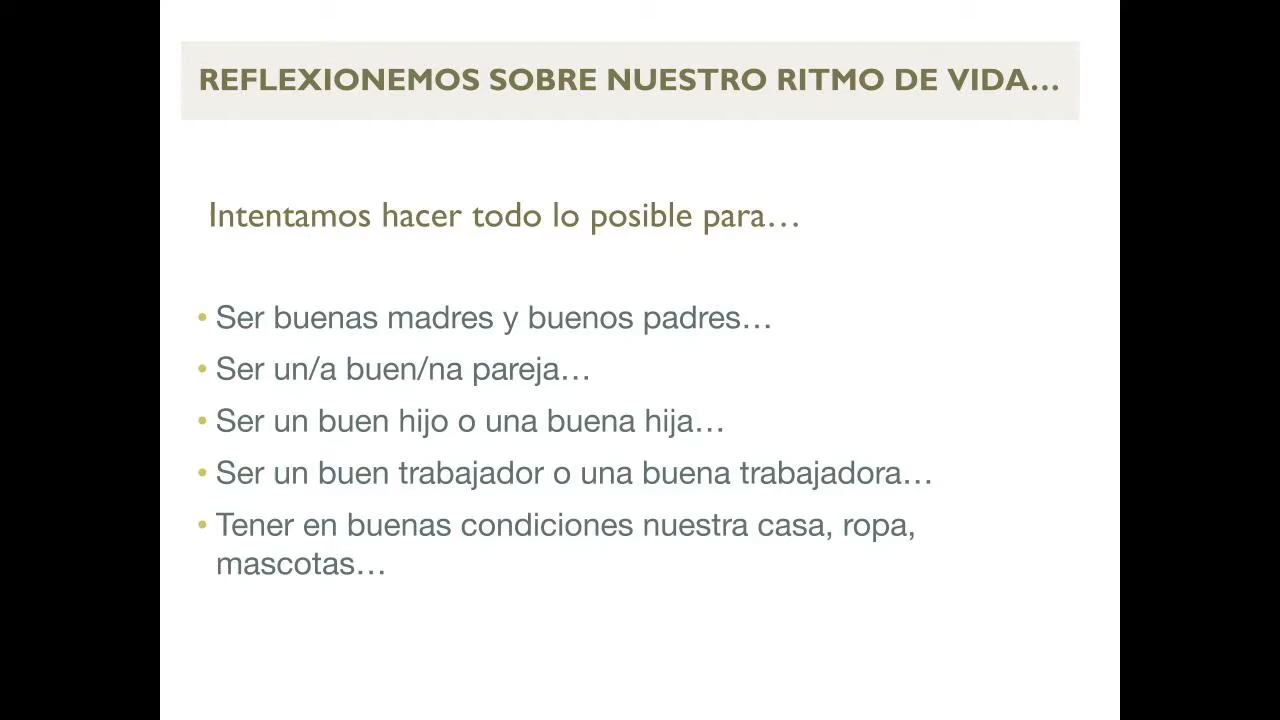 REFLEXIONEMOS SOBRE NUESTRO RITMO DE VIDA…
Intentamos hacer todo lo posible para…
• Ser buenas madres y buenos padres…
• Ser un/a buen/na pareja…
• Ser un buen hijo o una buena hija…
• Ser un buen trabajador o una buena trabajadora…
• Tener en buenas condiciones nuestra casa, ropa,
mascotas…